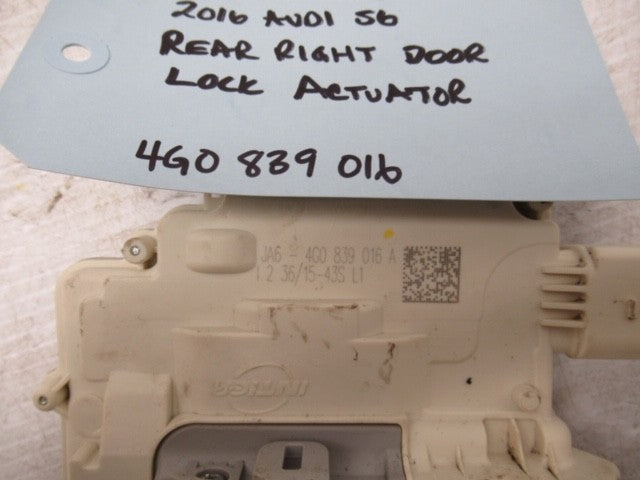 2016 AUDI S6
REAR RIGHT DOOR
LOCK ACTUATOR
4G0 839 016
JA6 - 4G0 839 016 A
1 2 36/15-43S L1
INTICA